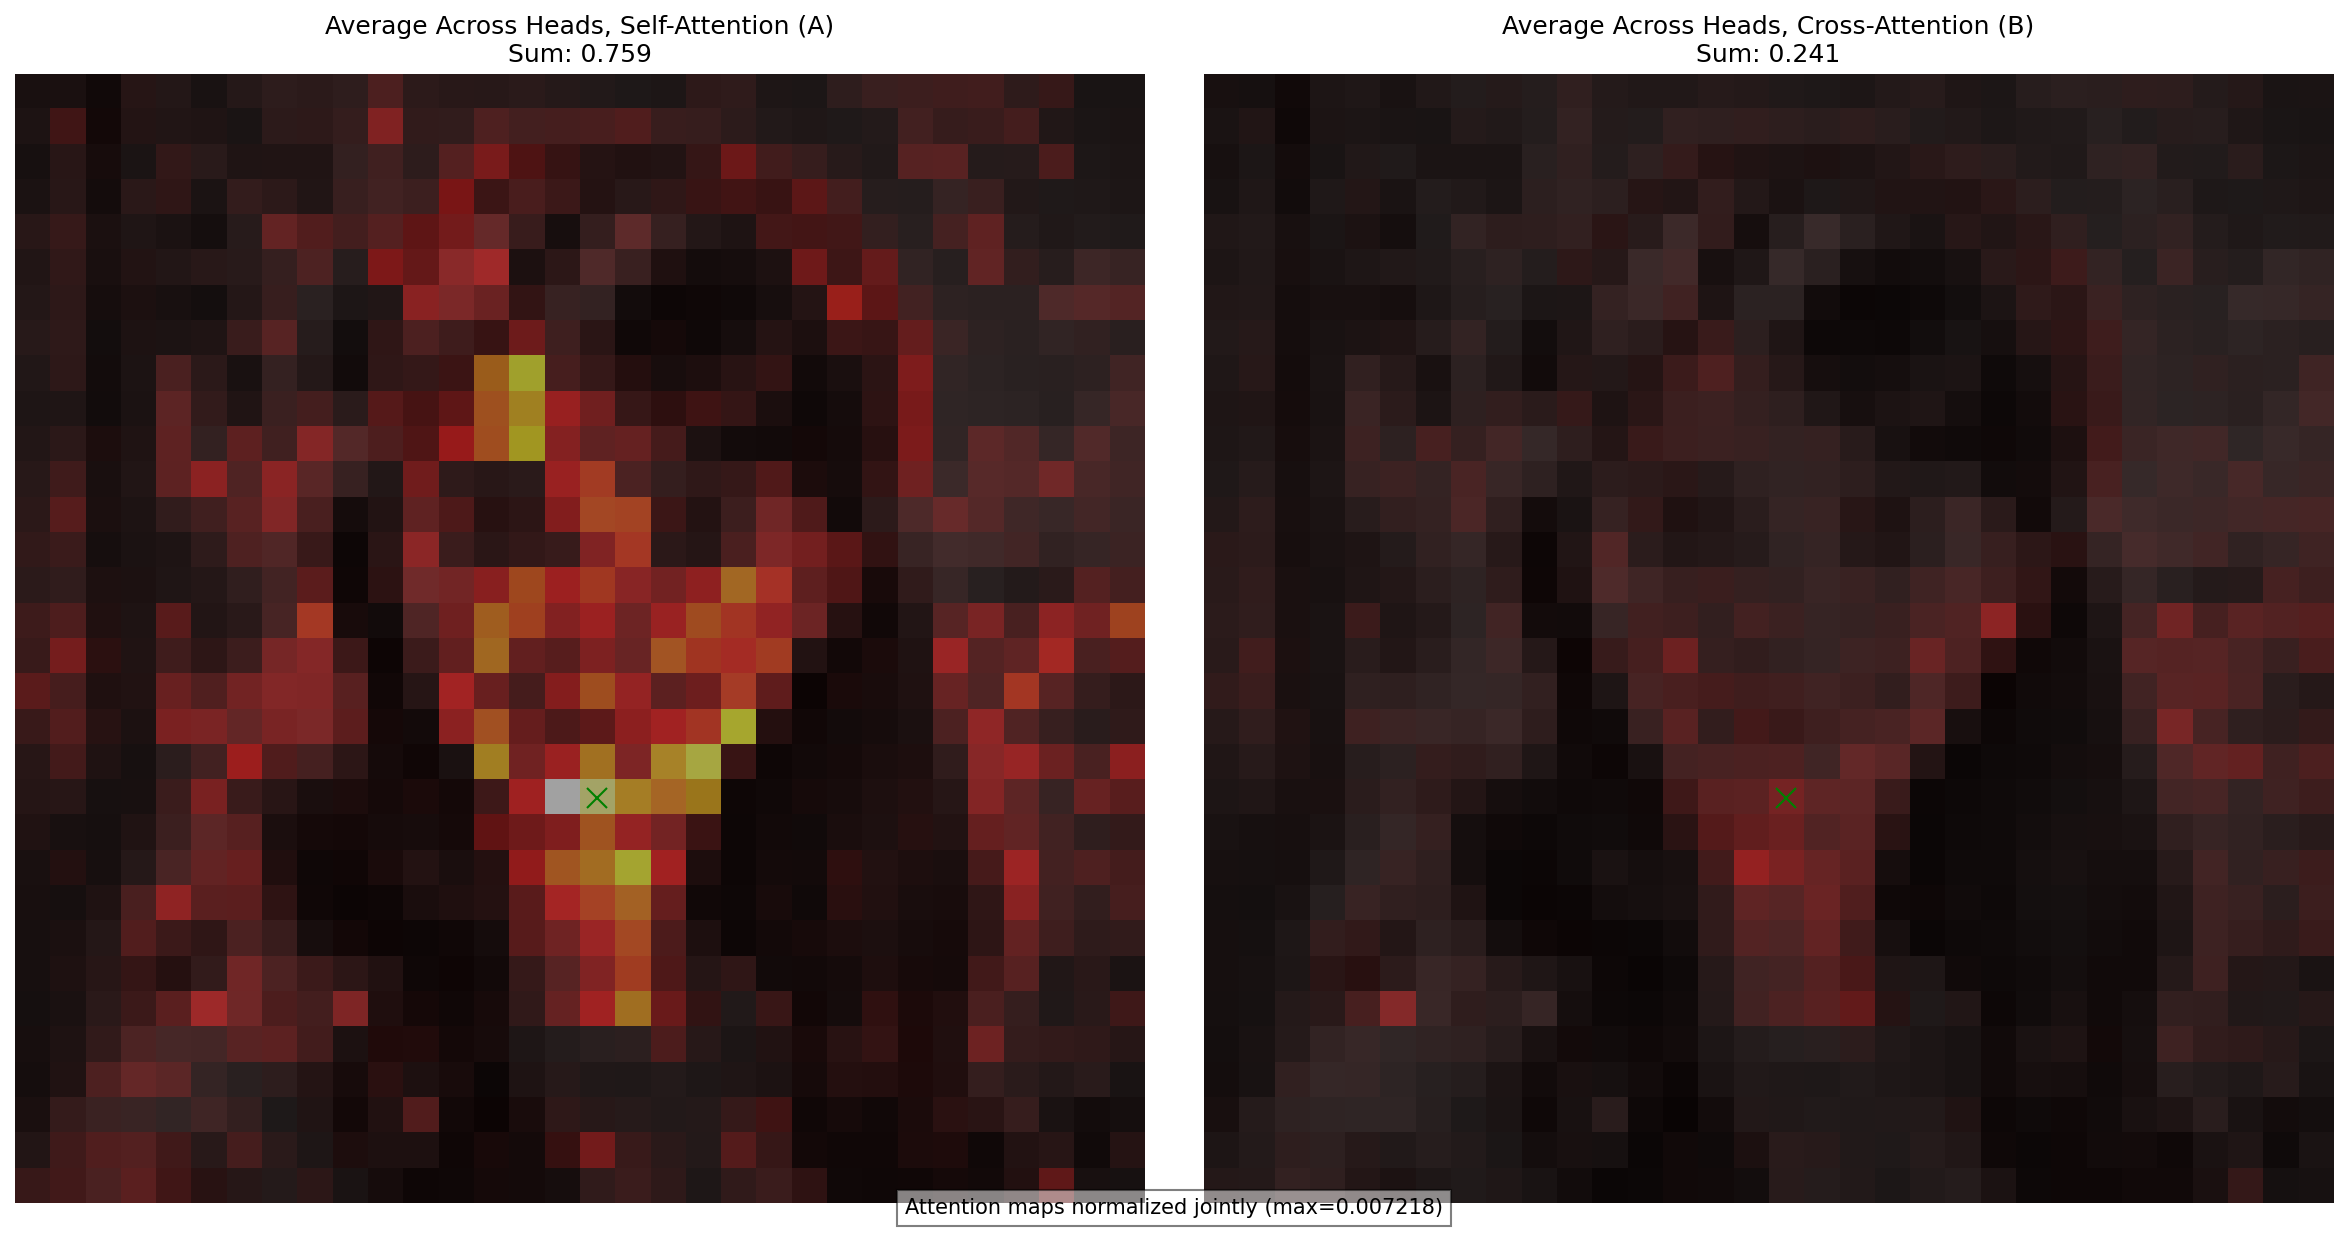 Average Across Heads, Self-Attention (A)
Sum: 0.759
Average Across Heads, Cross-Attention (B)
Sum: 0.241
Attention maps normalized jointly (max=0.007218)